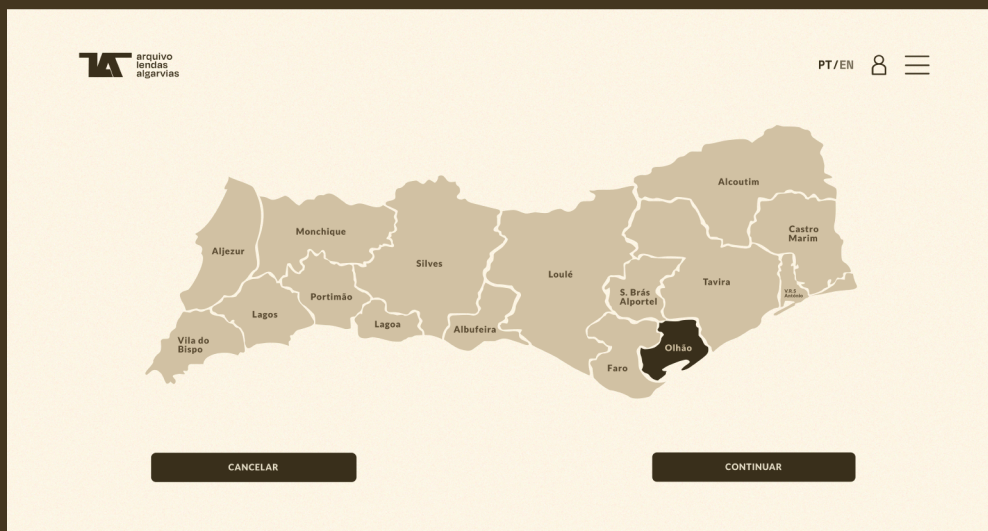 arquivo
lendas
algarvias
PT/EN
Alcoutim
Castro
Marim
Monchique
Aljezur
Silves
Loulé
Tavira
S. Brás
Alportel
V.R.S
António
Portimão
Lagos
Lagoa
Albufeira
Vila do
Bispo
Olhão
Faro
CANCELAR
CONTINUAR